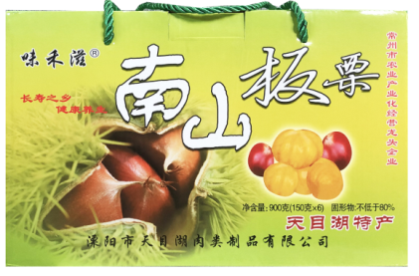 味禾滋®
长寿之乡
健康养生
南山板栗
常州市农业产业化经营龙头企业
净含量:900克(150克×6) 固形物:不低于80%
天目湖特产
溧阳市天目湖肉类制品有限公司